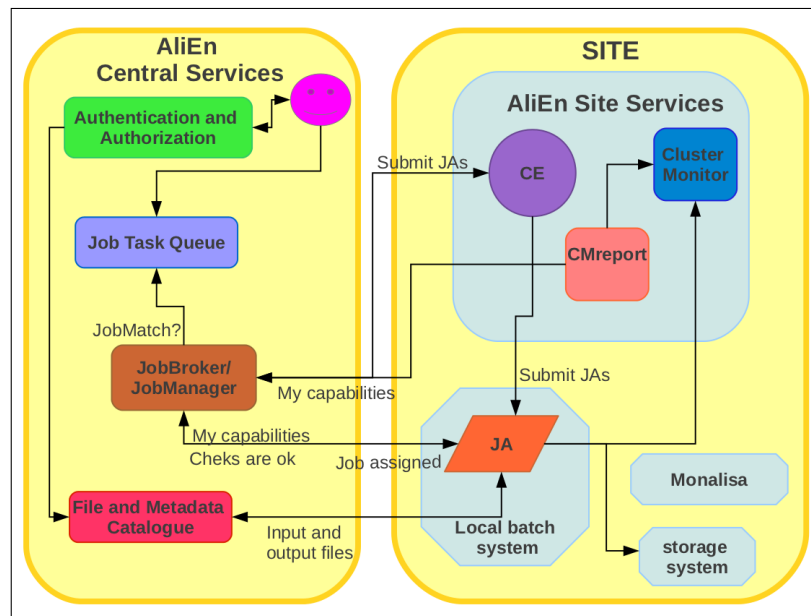 AliEn
Central Services
Authentication and
Authorization
Job Task Queue
JobMatch?
JobBroker/
JobManager
My capabilities
My capabilities
Cheks are ok
Job assigned
File and Metadata
Catalogue
Input and
output files
SITE
AliEn Site Services
Submit JAs
CE
Cluster
Monitor
CMreport
Submit JAs
JA
Local batch
system
Monalisa
storage
system